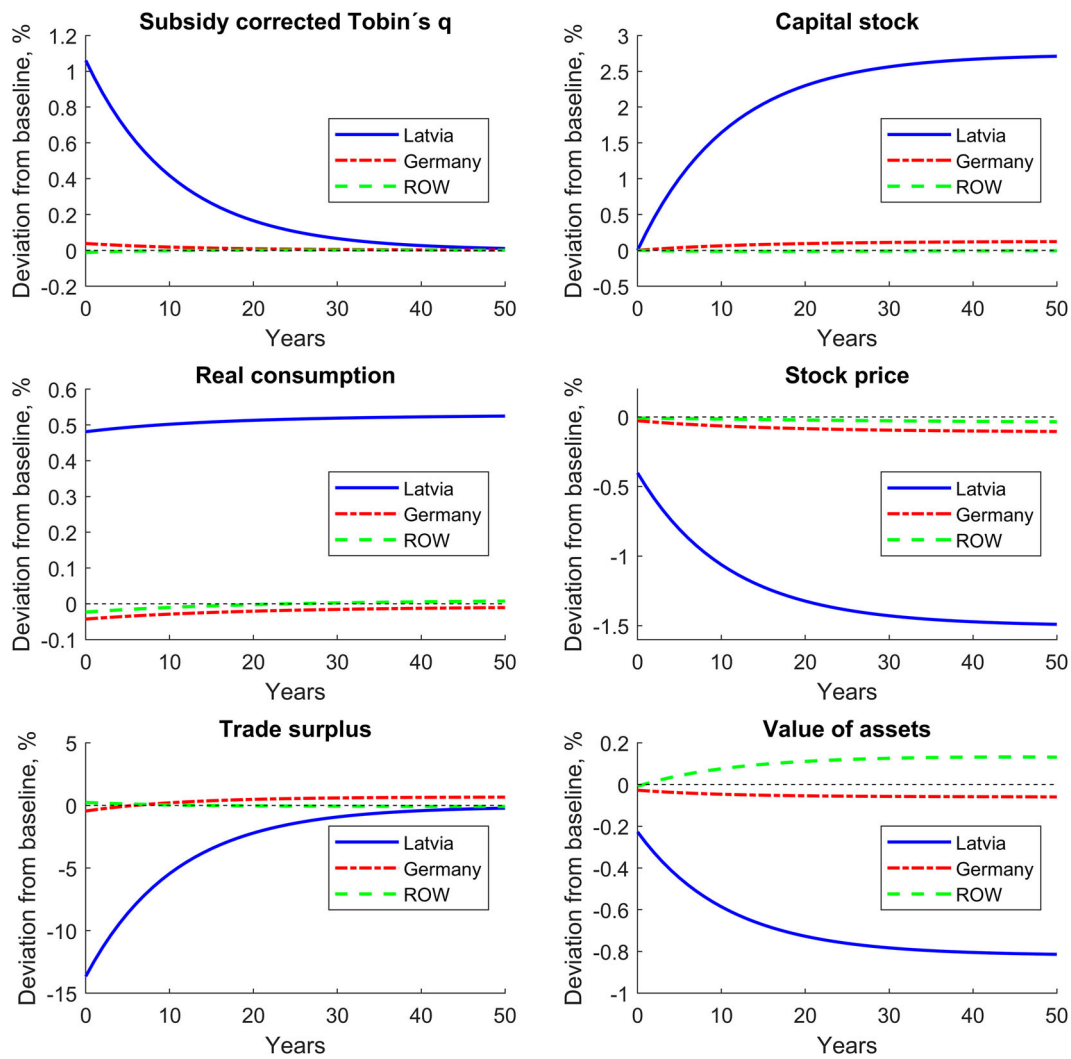 Subsidy corrected Tobin´s q
Deviation from baseline, %
1.2
1
0.8
0.6
0.4
0.2
0
-0.2
Latvia
Germany
ROW
0 10 20 30 40 50
Years
Capital stock
Deviation from baseline, %
3
2.5
2
1.5
1
0.5
0
-0.5
Latvia
Germany
ROW
0 10 20 30 40 50
Years
Real consumption
Deviation from baseline, %
0.6
0.5
0.4
0.3
0.2
0.1
0
-0.1
Latvia
Germany
ROW
0 10 20 30 40 50
Years
Stock price
Deviation from baseline, %
0
-0.5
-1
-1.5
Latvia
Germany
ROW
0 10 20 30 40 50
Years
Trade surplus
Deviation from baseline, %
5
0
-5
-10
-15
Latvia
Germany
ROW
0 10 20 30 40 50
Years
Value of assets
Deviation from baseline, %
0.2
0
-0.2
-0.4
-0.6
-0.8
-1
Latvia
Germany
ROW
0 10 20 30 40 50
Years